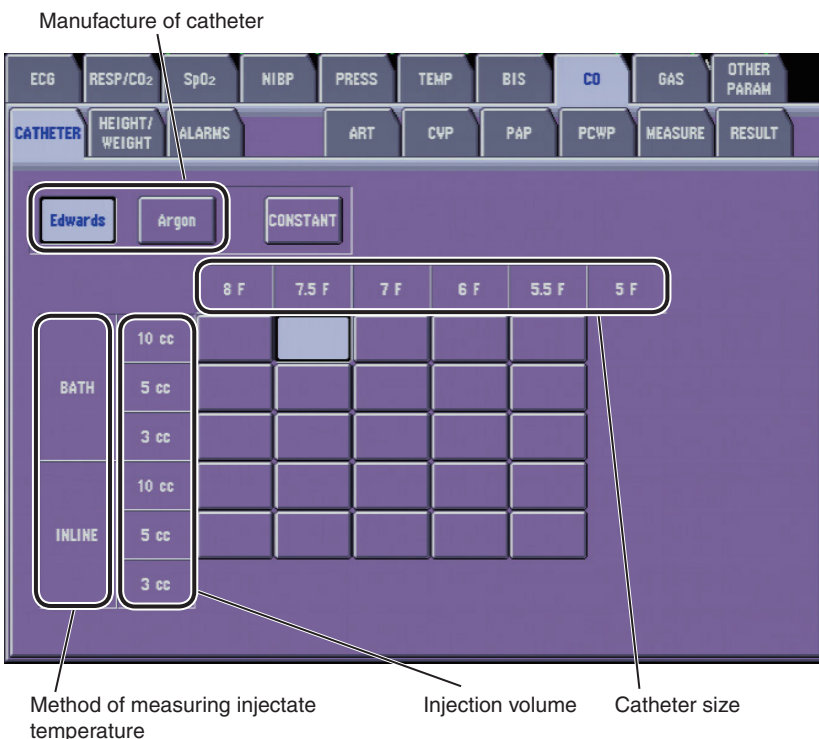 Manufacture of catheter
ECG RESP/CO2 SpO2 NIBP PRESS TEMP BIS CO GAS OTHER PARAM
CATHETER HEIGHT/ WEIGHT ALARMS ART CVP PAP PCWP MEASURE RESULT
Edwards Argon CONSTANT
8 F 7.5 F 7 F 6 F 5.5 F 5 F
10 cc
BATH 5 cc
3 cc
10 cc
INLINE 5 cc
3 cc
Method of measuring injectate temperature
Injection volume
Catheter size